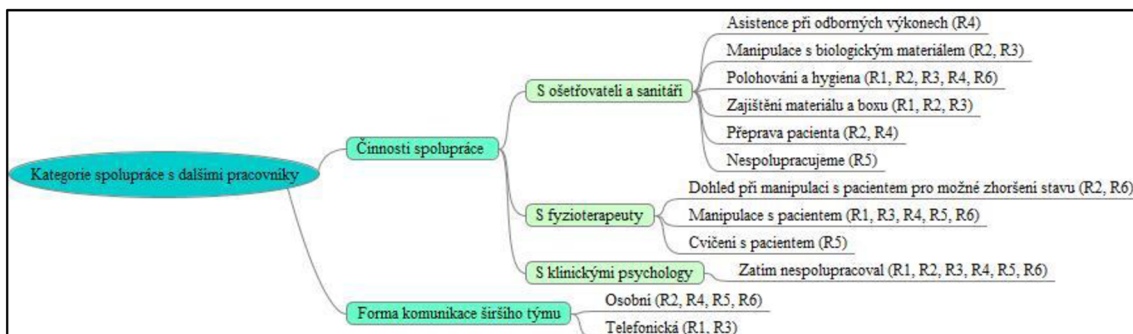 Kategorie spolupráce s dalšími pracovníky
Činnosti spolupráce
S ošetřovateli a sanitáři
Asistence při odborných výkonech (R4)
Manipulace s biologickým materiálem (R2, R3)
Polohování a hygiena (R1, R2, R3, R4, R6)
Zajištění materiálu a boxu (R1, R2, R3)
Přeprava pacienta (R2, R4)
Nespolupracujeme (R5)
S fyzioterapeuty
Dohled při manipulaci s pacientem pro možné zhoršení stavu (R2, R6)
Manipulace s pacientem (R1, R3, R4, R5, R6)
Cvičení s pacientem (R5)
S klinickými psychology
Zatím nespolupracoval (R1, R2, R3, R4, R5, R6)
Forma komunikace širšího týmu
Osobní (R2, R4, R5, R6)
Telefonická (R1, R3)